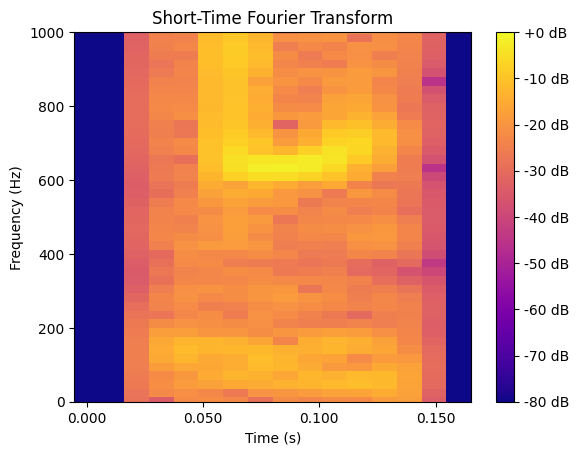 Short-Time Fourier Transform
1000
800
600
400
200
0
Frequency (Hz)
0.000
0.050
0.100
0.150
Time (s)
+0 dB
-10 dB
-20 dB
-30 dB
-40 dB
-50 dB
-60 dB
-70 dB
-80 dB